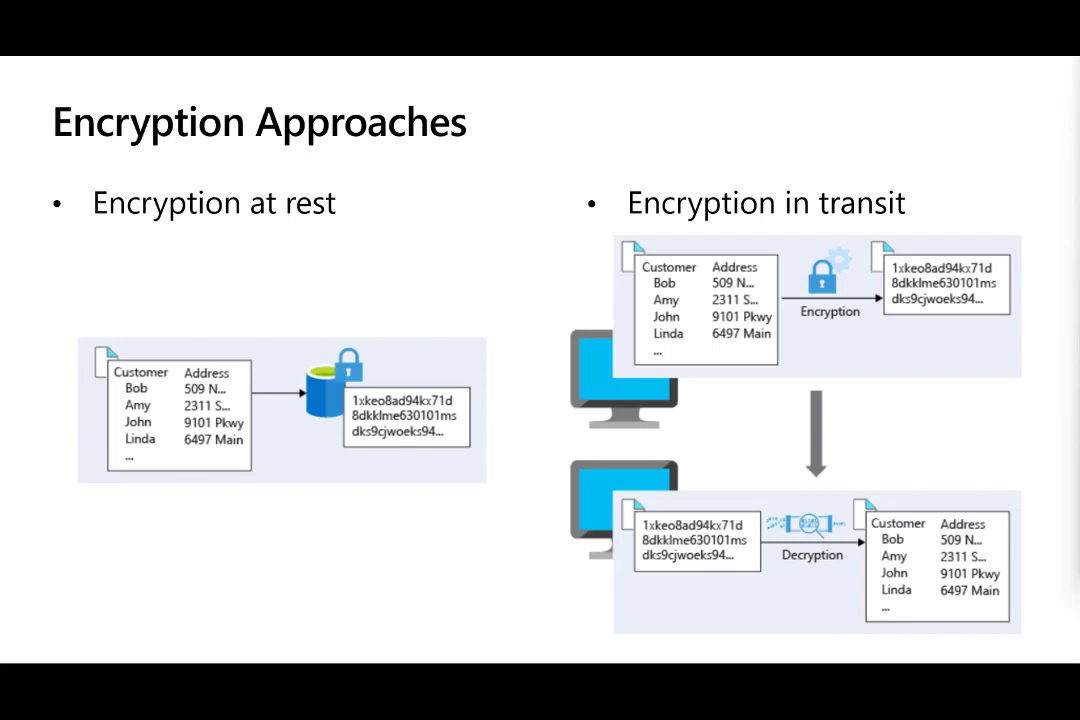 Encryption Approaches
• Encryption at rest
Customer Address
Bob 509 N...
Amy 2311 S...
John 9101 Pkwy
Linda 6497 Main
...
1xkeo8ad94kx71d
8dkklme630101ms
dks9cjwoeks94...
• Encryption in transit
Customer Address
Bob 509 N...
Amy 2311 S...
John 9101 Pkwy
Linda 6497 Main
...
Encryption
1xkeo8ad94kx71d
8dkklme630101ms
dks9cjwoeks94...
1xkeo8ad94kx71d
8dkklme630101ms
dks9cjwoeks94...
Decryption
Customer Address
Bob 509 N...
Amy 2311 S...
John 9101 Pkwy
Linda 6497 Main
...